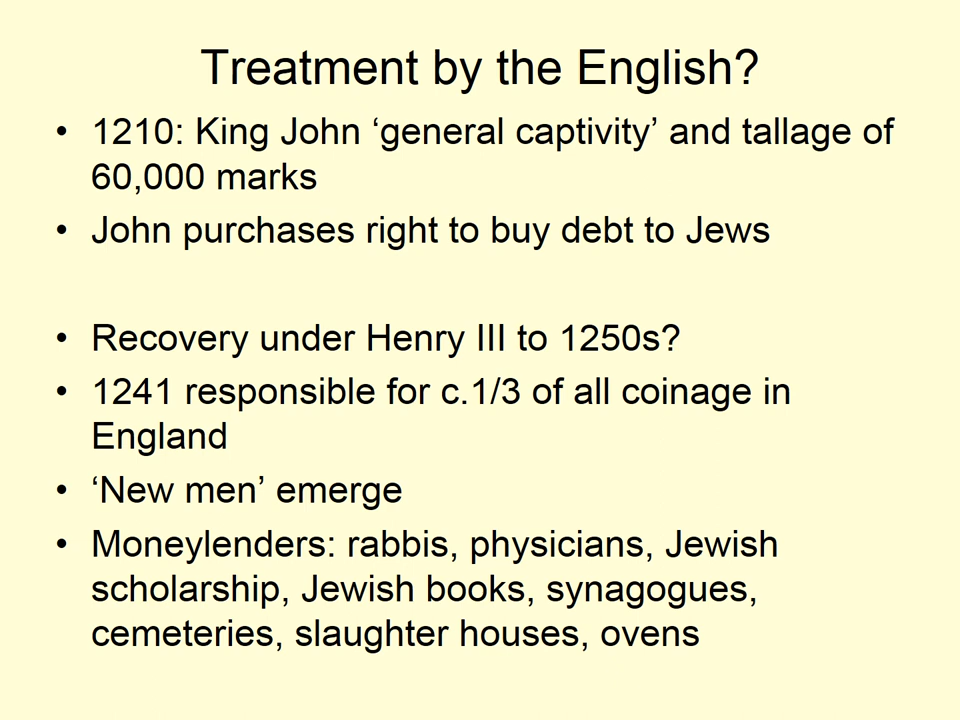 Treatment by the English?
• 1210: King John ‘general captivity’ and tallage of
60,000 marks
• John purchases right to buy debt to Jews
• Recovery under Henry III to 1250s?
• 1241 responsible for c.1/3 of all coinage in
England
• ‘New men’ emerge
• Moneylenders: rabbis, physicians, Jewish
scholarship, Jewish books, synagogues,
cemeteries, slaughter houses, ovens